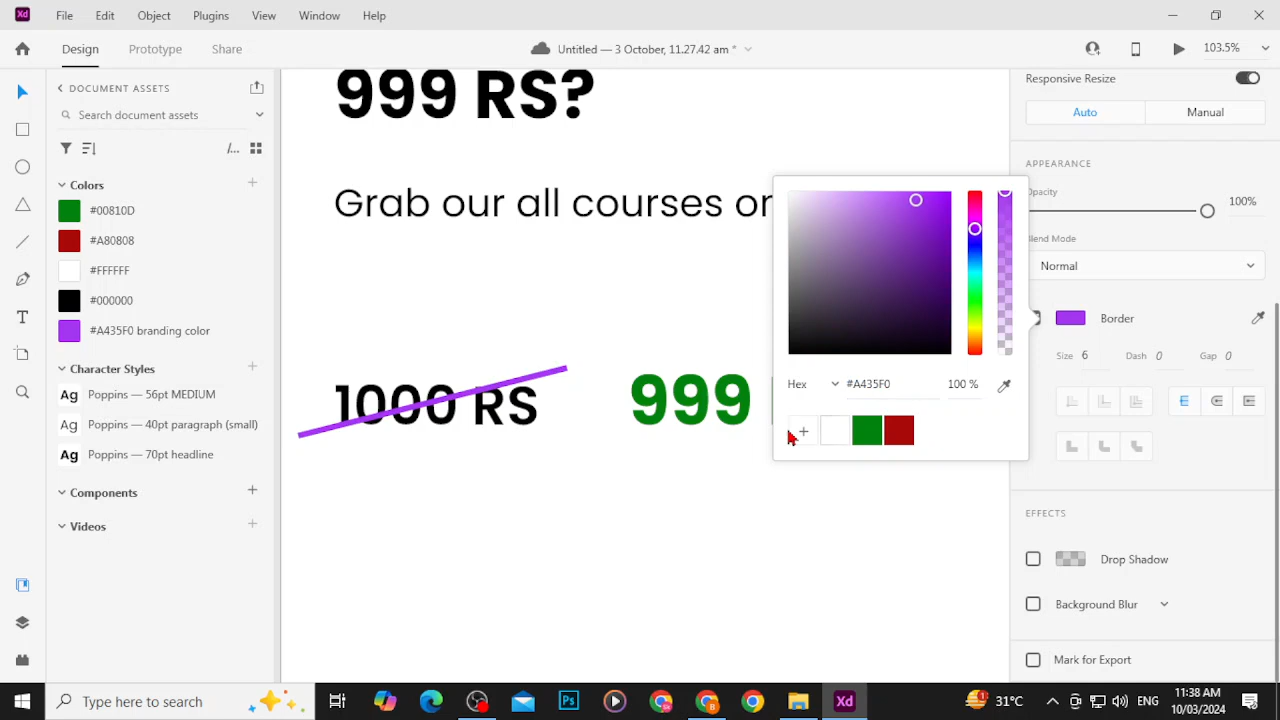 Xd File Edit Object Plugins View Window Help
Design Prototype Share Untitled — 3 October, 11.27.42 am * 103.5%
DOCUMENT ASSETS
Search document assets
/...
Colors
#00810D
#A80808
#FFFFFF
#000000
#A435F0 branding color
Character Styles
Ag Poppins — 56pt MEDIUM
Ag Poppins — 40pt paragraph (small)
Ag Poppins — 70pt headline
Components
Videos
T
999 RS?
Grab our all courses on
1000 RS 999
Hex #A435F0 100 %
Responsive Resize
Auto Manual
APPEARANCE
Opacity
100%
Blend Mode
Normal
Border
Size 6 Dash 0 Gap 0
EFFECTS
Drop Shadow
Background Blur
Mark for Export
Type here to search
Ps
Xd
1
31°C
ENG
11:38 AM
10/03/2024